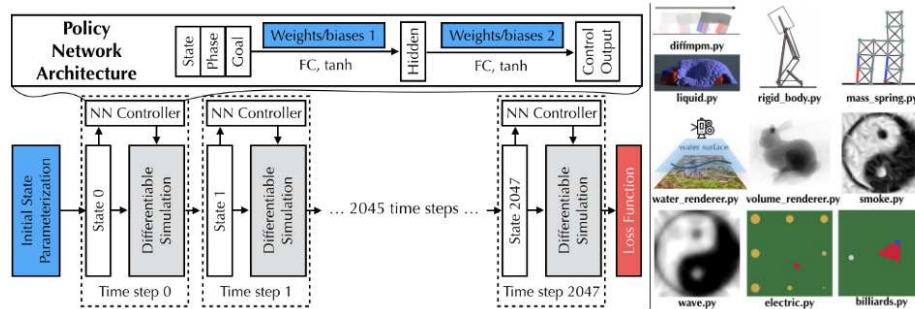 Policy
Network
Architecture
State
Phase
Goal
Weights/biases 1
FC, tanh
Hidden
Weights/biases 2
FC, tanh
Control
Output
NN Controller
NN Controller
NN Controller
Initial State
Parameterization
State 0
Differentiable
Simulation
State 1
Differentiable
Simulation
... 2045 time steps ...
State 2047
Differentiable
Simulation
Loss Function
Time step 0
Time step 1
Time step 2047
diffmpm.py
liquid.py
rigid_body.py
mass_spring.py
water surface
water_renderer.py
volume_renderer.py
smoke.py
wave.py
electric.py
billiards.py